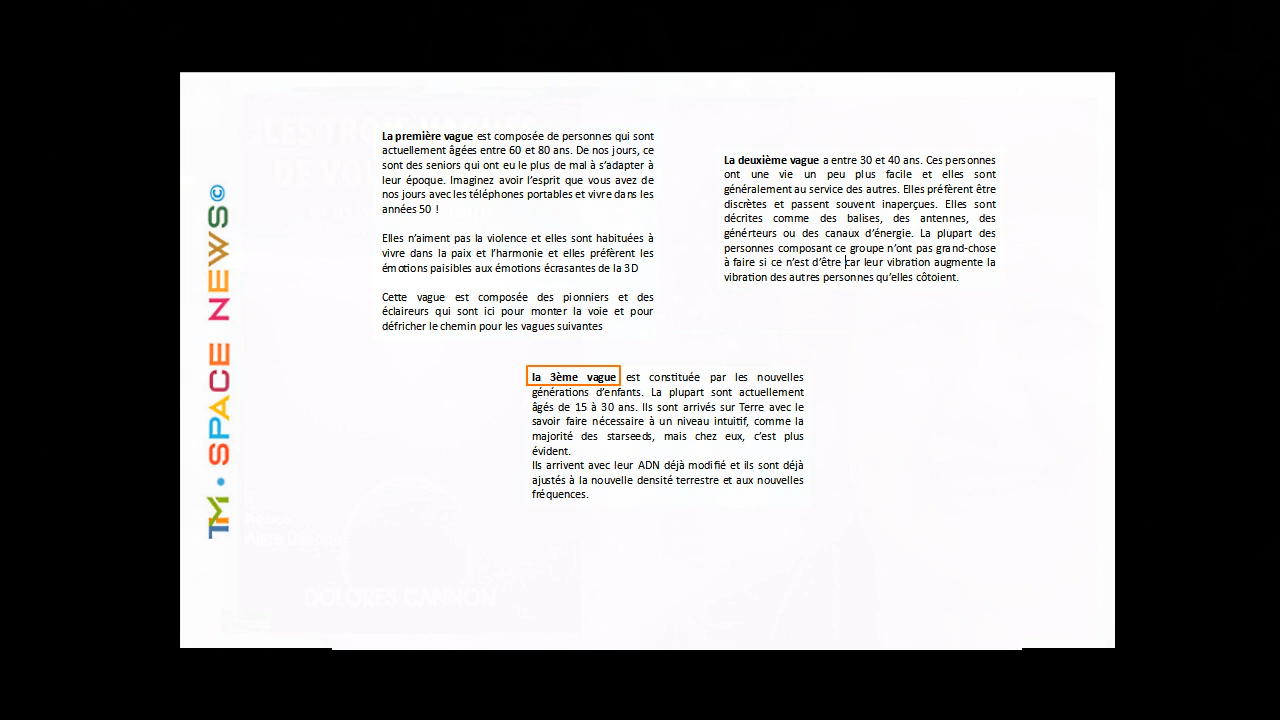 LES TROIS VAGUES
DE VOL
La première vague est composée de personnes qui sont
actuellement âgées entre 60 et 80 ans. De nos jours, ce
sont des seniors qui ont eu le plus de mal à s’adapter à
leur époque. Imaginez avoir l’esprit que vous avez de
nos jours avec les téléphones portables et vivre dans les
années 50 !
Elles n’aiment pas la violence et elles sont habituées à
vivre dans la paix et l’harmonie et elles préfèrent les
émotions paisibles aux émotions écrasantes de la 3D
Cette vague est composée des pionniers et des
éclaireurs qui sont ici pour monter la voie et pour
défricher le chemin pour les vagues suivantes
La deuxième vague a entre 30 et 40 ans. Ces personnes
ont une vie un peu plus facile et elles sont
généralement au service des autres. Elles préfèrent être
discrètes et passent souvent inaperçues. Elles sont
décrites comme des balises, des antennes, des
générteurs ou des canaux d’énergie. La plupart des
personnes composant ce groupe n’ont pas grand-chose
à faire si ce n’est d’être car leur vibration augmente la
vibration des autres personnes qu’elles côtoient.
la 3ème vague est constituée par les nouvelles
générations d’enfants. La plupart sont actuellement
âgés de 15 à 30 ans. Ils sont arrivés sur Terre avec le
savoir faire nécessaire à un niveau intuitif, comme la
majorité des starseeds, mais chez eux, c’est plus
évident.
Ils arrivent avec leur ADN déjà modifié et ils sont déjà
ajustés à la nouvelle densité terrestre et aux nouvelles
fréquences.
TM • SPACE NEWS©
DOLORES CANNON